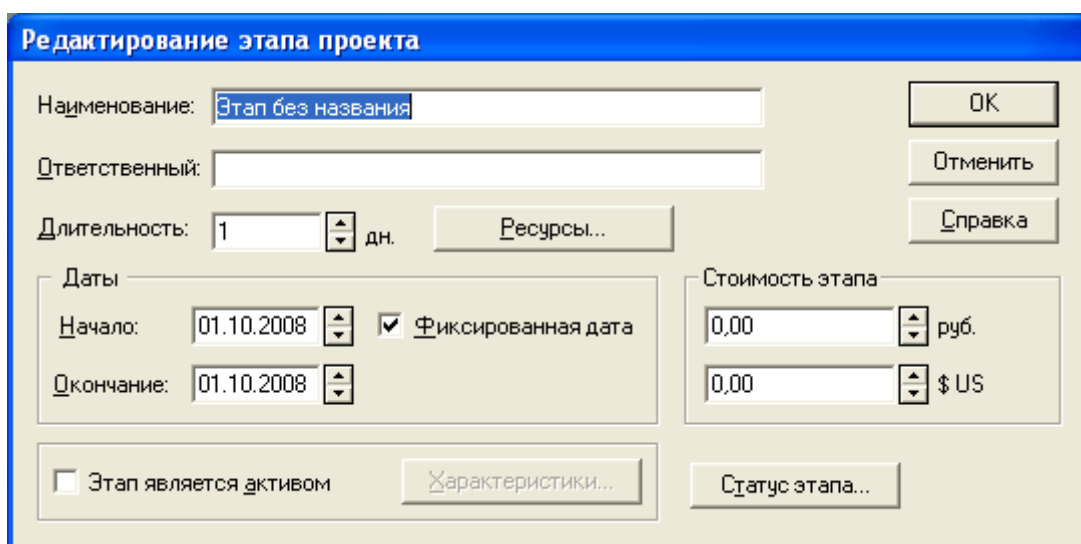 Редактирование этапа проекта
Наименование: Этап без названия OK
Ответственный: Отменить
Длительность: 1 дн. Ресурсы... Справка
Даты Стоимость этапа
Начало: 01.10.2008 Фиксированная дата 0,00 руб.
Окончание: 01.10.2008 0,00 $ US
Этап является активом Характеристики... Статус этапа...